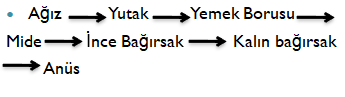 • Ağız → Yutak → Yemek Borusu →
Mide → İnce Bağırsak → Kalın bağırsak
→ Anüs